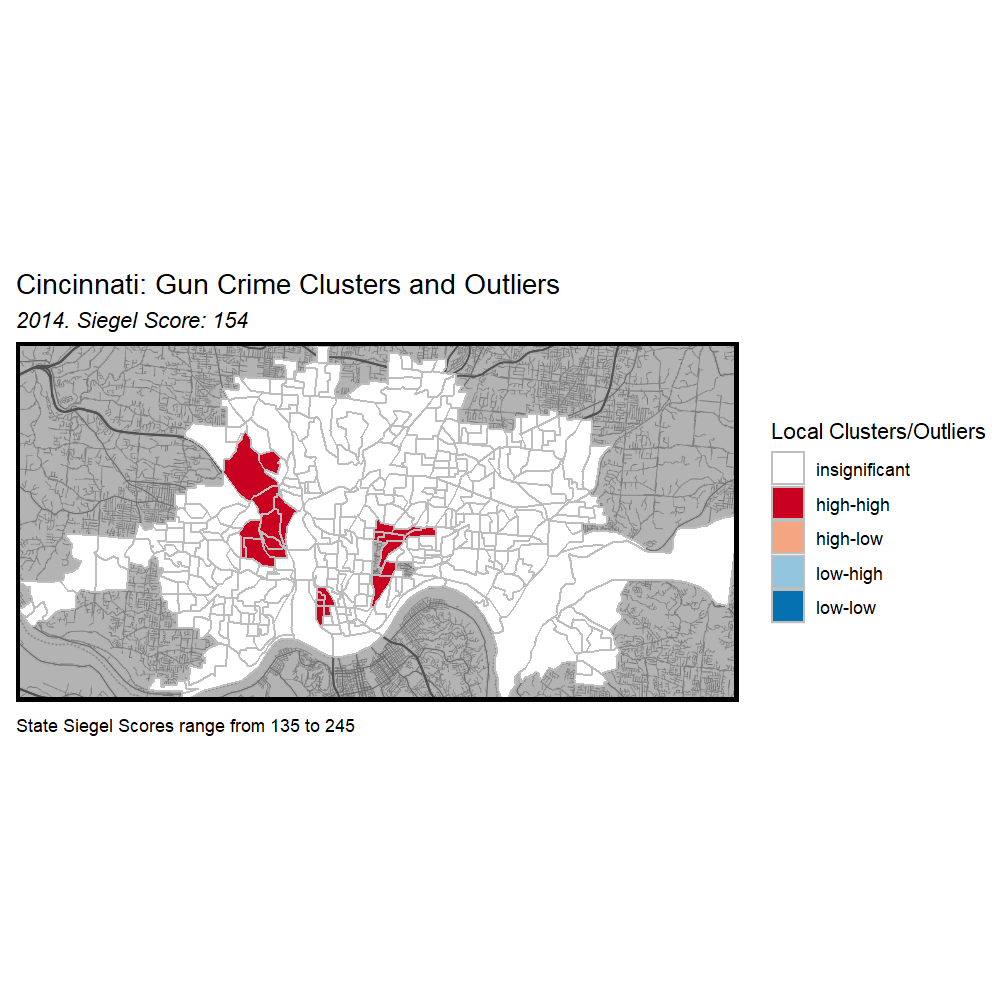 Cincinnati: Gun Crime Clusters and Outliers
2014. Siegel Score: 154
Local Clusters/Outliers
insignificant
high-high
high-low
low-high
low-low
State Siegel Scores range from 135 to 245